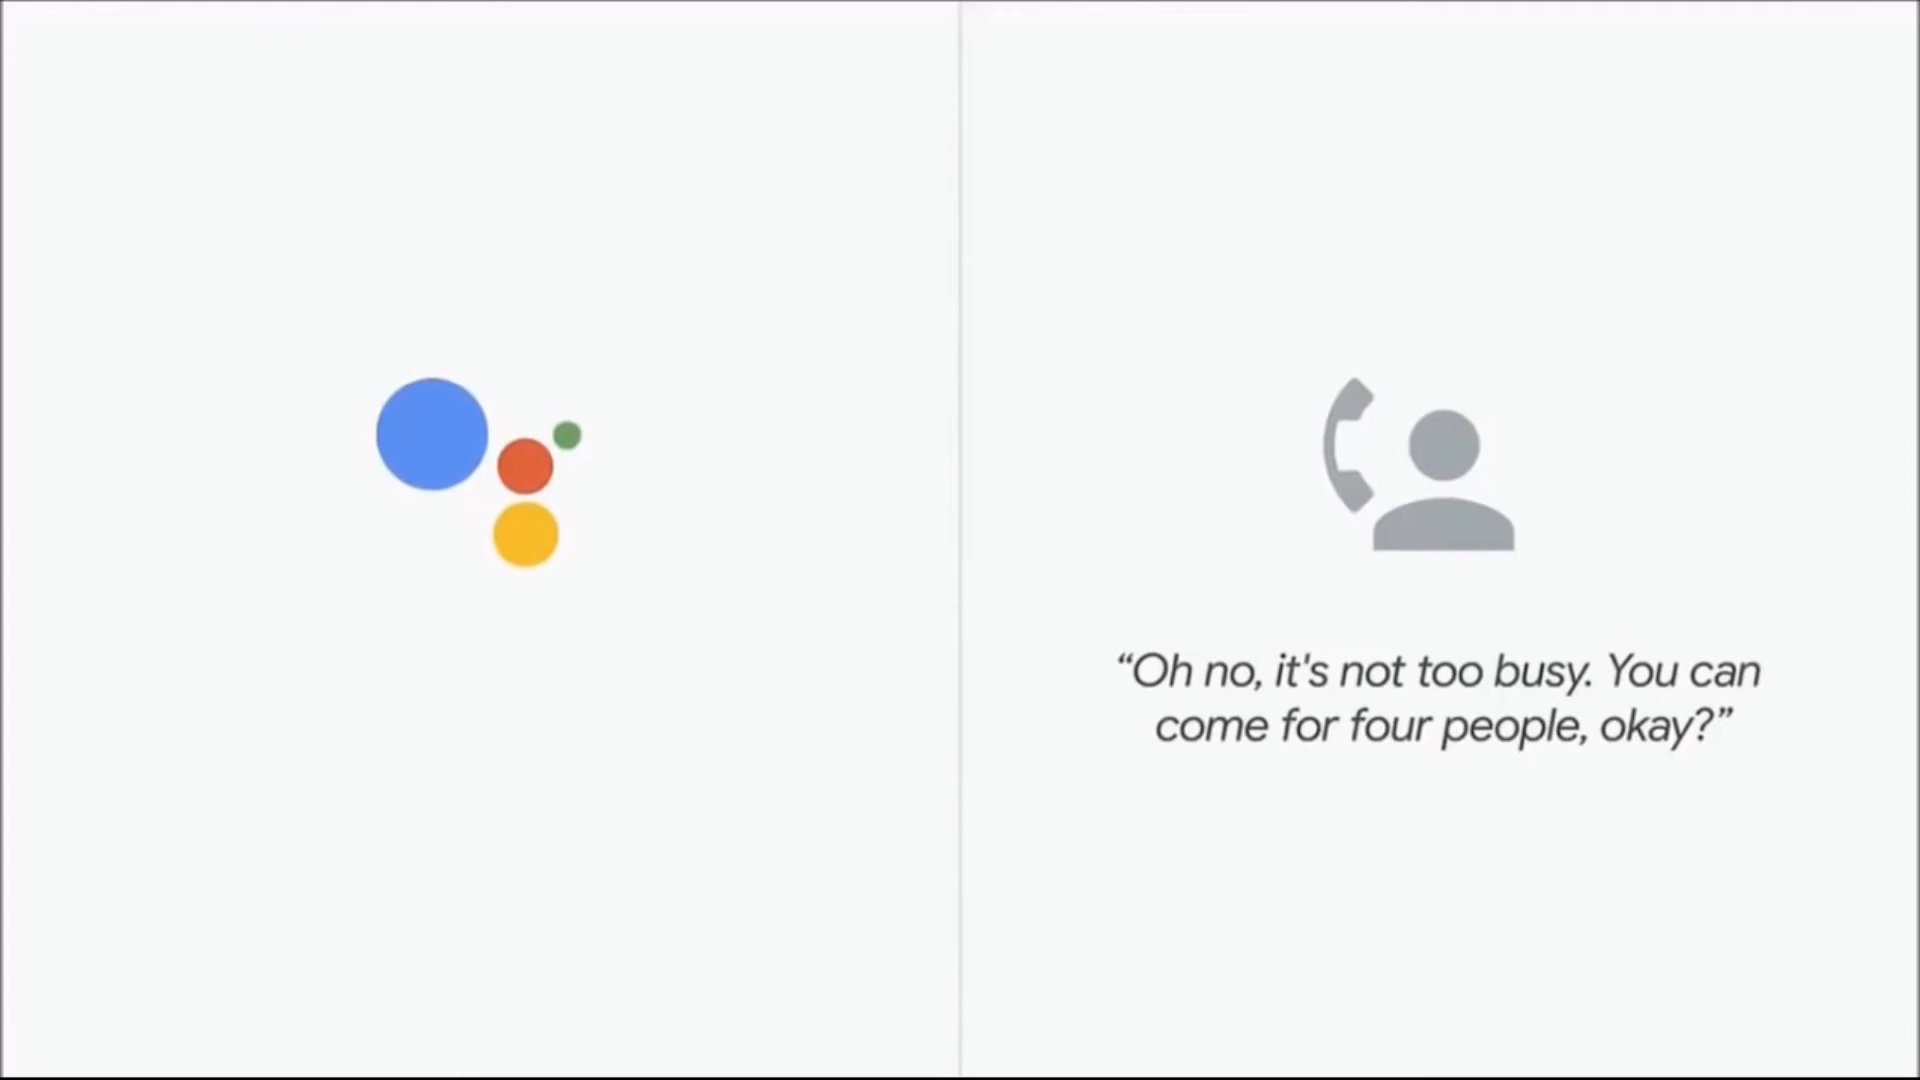 “Oh no, it's not too busy. You can
come for four people, okay?”